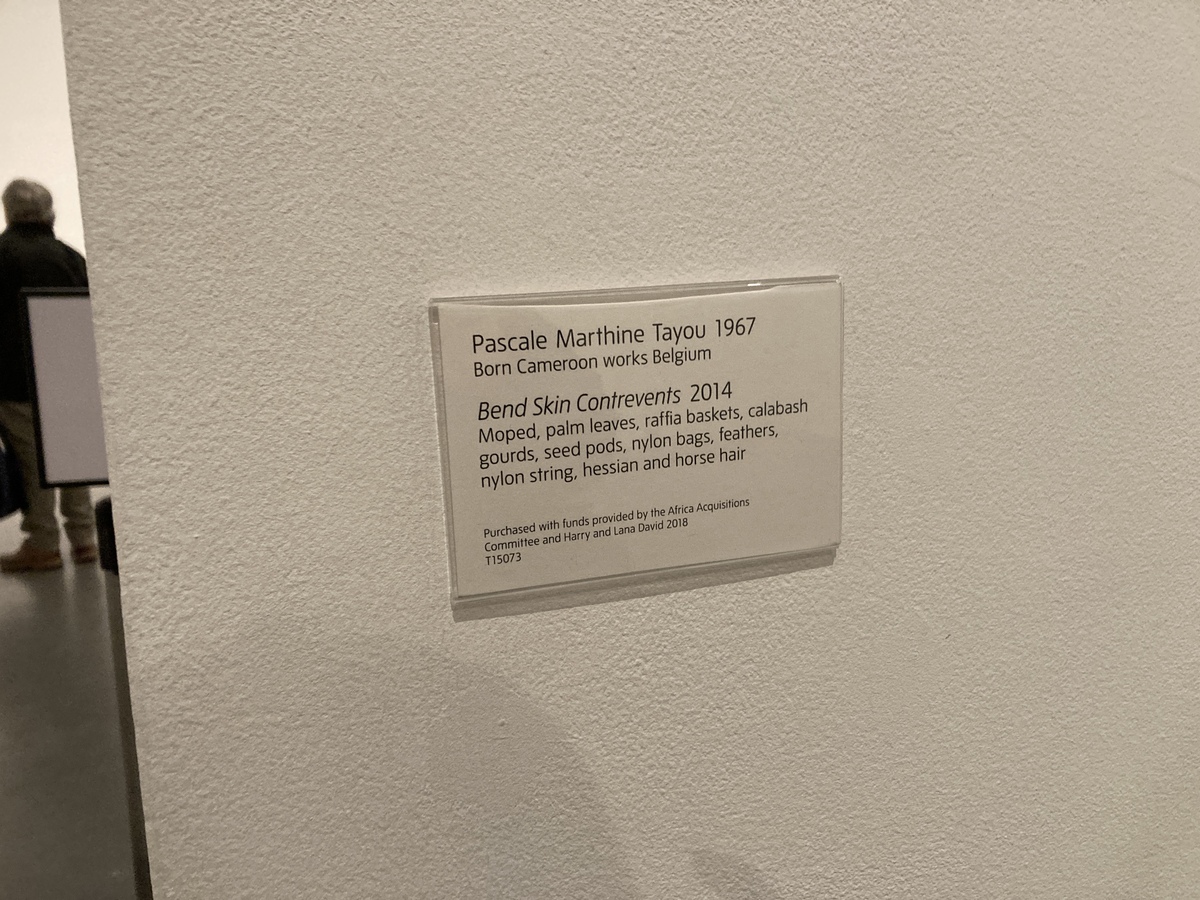 Pascale Marthine Tayou 1967
Born Cameroon works Belgium
Bend Skin Contrevents 2014
Moped, palm leaves, raffia baskets, calabash
gourds, seed pods, nylon bags, feathers,
nylon string, hessian and horse hair
Purchased with funds provided by the Africa Acquisitions
Committee and Harry and Lana David 2018
T15073